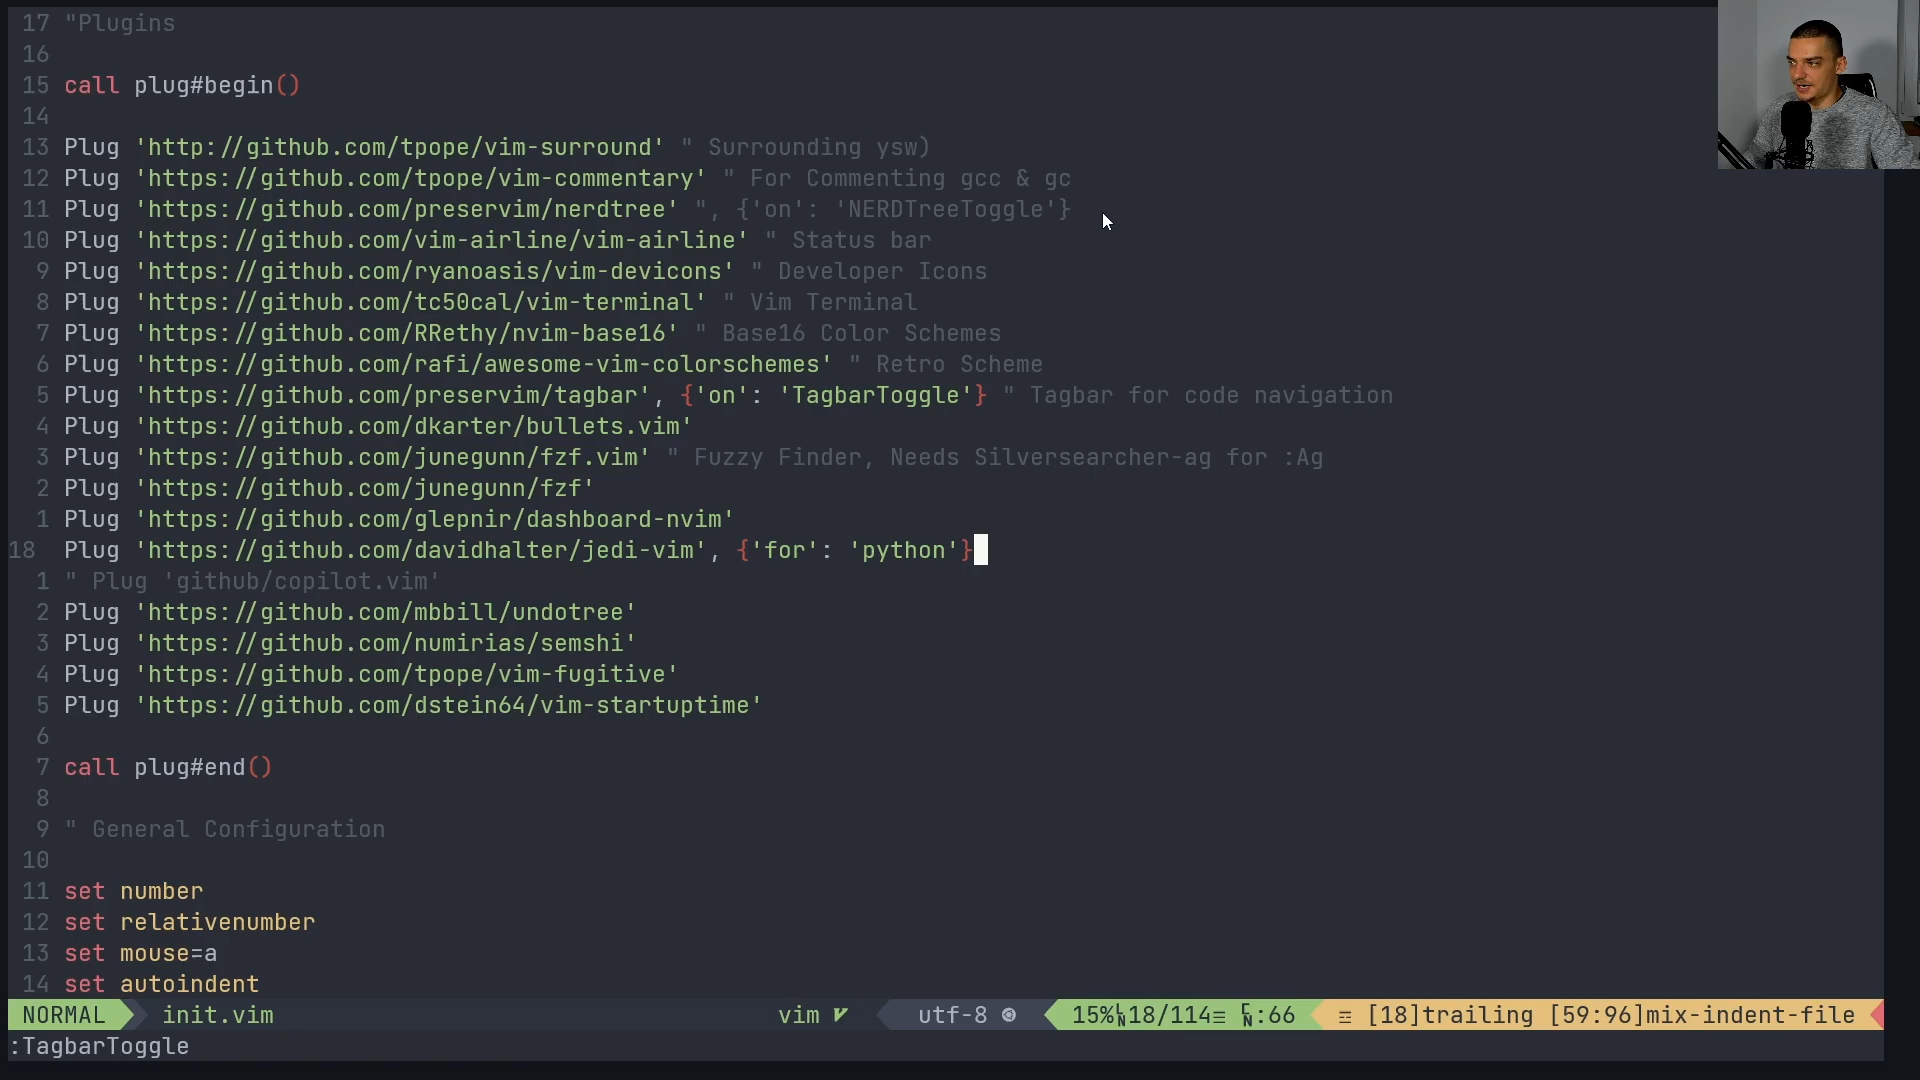 17 "Plugins
16
15 call plug#begin()
14
13 Plug 'http://github.com/tpope/vim-surround' " Surrounding ysw)
12 Plug 'https://github.com/tpope/vim-commentary' " For Commenting gcc & gc
11 Plug 'https://github.com/preservim/nerdtree' ", {'on': 'NERDTreeToggle'}
10 Plug 'https://github.com/vim-airline/vim-airline' " Status bar
9 Plug 'https://github.com/ryanoasis/vim-devicons' " Developer Icons
8 Plug 'https://github.com/tc50cal/vim-terminal' " Vim Terminal
7 Plug 'https://github.com/RRethy/nvim-base16' " Base16 Color Schemes
6 Plug 'https://github.com/rafi/awesome-vim-colorschemes' " Retro Scheme
5 Plug 'https://github.com/preservim/tagbar', {'on': 'TagbarToggle'} " Tagbar for code navigation
4 Plug 'https://github.com/dkarter/bullets.vim'
3 Plug 'https://github.com/junegunn/fzf.vim' " Fuzzy Finder, Needs Silversearcher-ag for :Ag
2 Plug 'https://github.com/junegunn/fzf'
1 Plug 'https://github.com/glepnir/dashboard-nvim'
18 Plug 'https://github.com/davidhalter/jedi-vim', {'for': 'python'}
1 " Plug 'github/copilot.vim'
2 Plug 'https://github.com/mbbill/undotree'
3 Plug 'https://github.com/numirias/semshi'
4 Plug 'https://github.com/tpope/vim-fugitive'
5 Plug 'https://github.com/dstein64/vim-startuptime'
6
7 call plug#end()
8
9 " General Configuration
10
11 set number
12 set relativenumber
13 set mouse=a
14 set autoindent
NORMAL init.vim vim utf-8 15% LN 18/114≡ CN:66 ☲ [18]trailing [59:96]mix-indent-file
:TagbarToggle